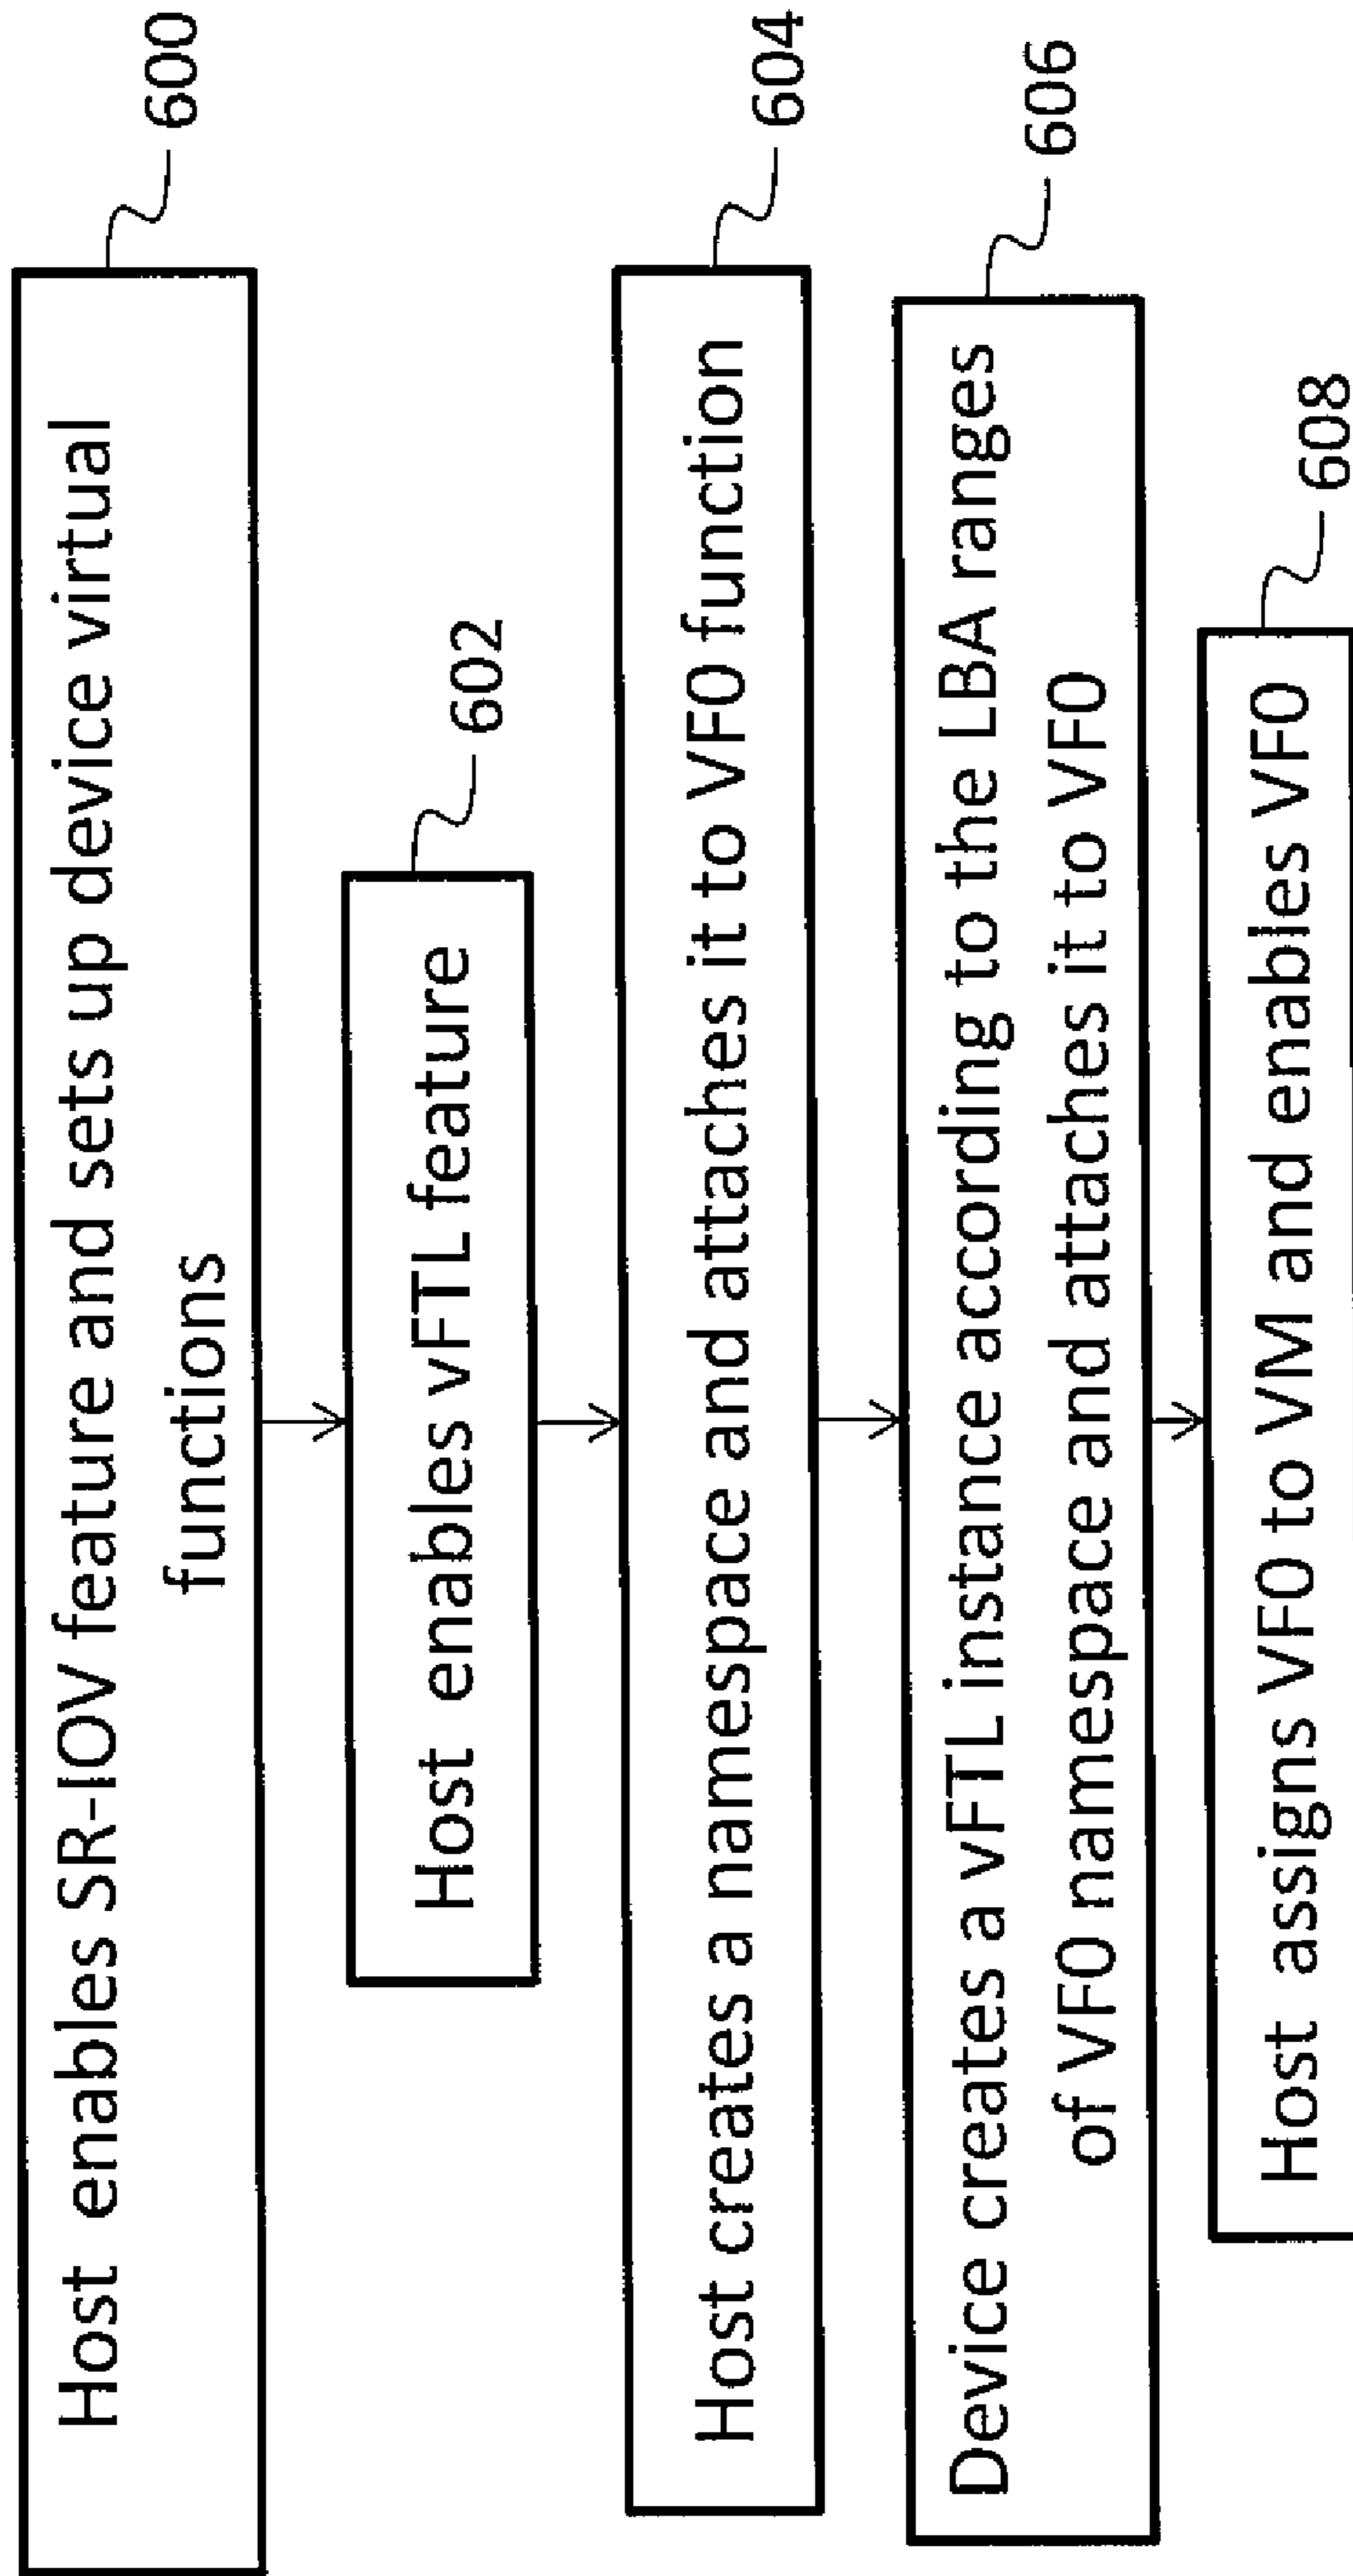 Host enables SR-IOV feature and sets up device virtual
functions
600
Host enables vFTL feature
602
Host creates a namespace and attaches it to VF0 function
604
Device creates a vFTL instance according to the LBA ranges
of VF0 namespace and attaches it to VF0
606
Host assigns VF0 to VM and enables VF0
608